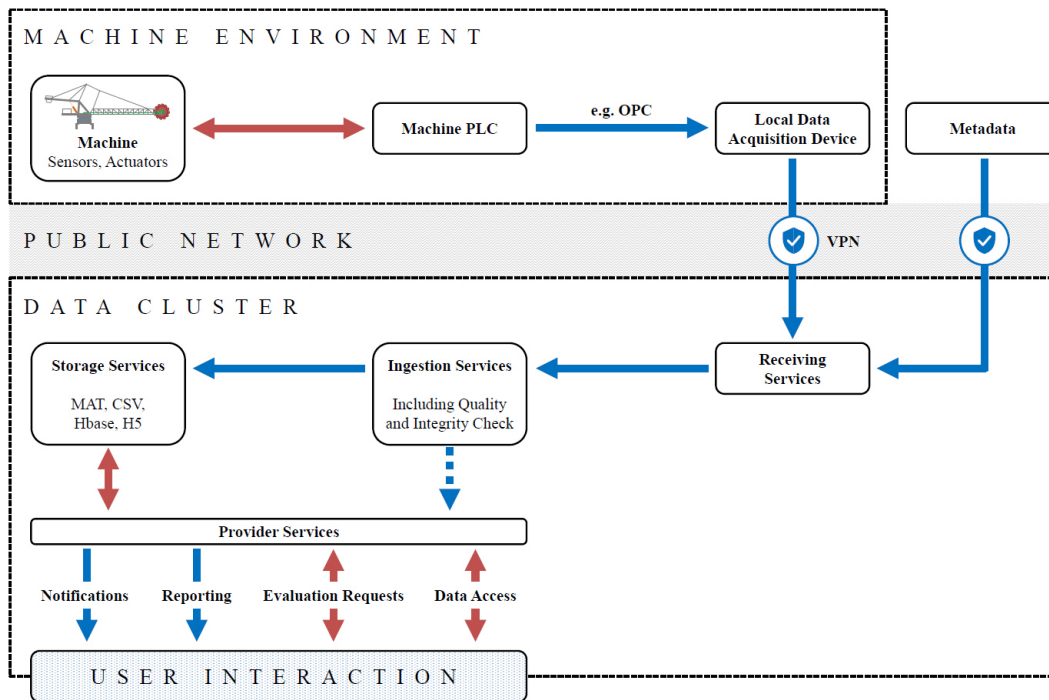 MACHINE ENVIRONMENT
Machine
Sensors, Actuators
Machine PLC
e.g. OPC
Local Data
Acquisition Device
Metadata
PUBLIC NETWORK
VPN
DATA CLUSTER
Storage Services
MAT, CSV,
Hbase, H5
Ingestion Services
Including Quality
and Integrity Check
Receiving
Services
Provider Services
Notifications
Reporting
Evaluation Requests
Data Access
USER INTERACTION